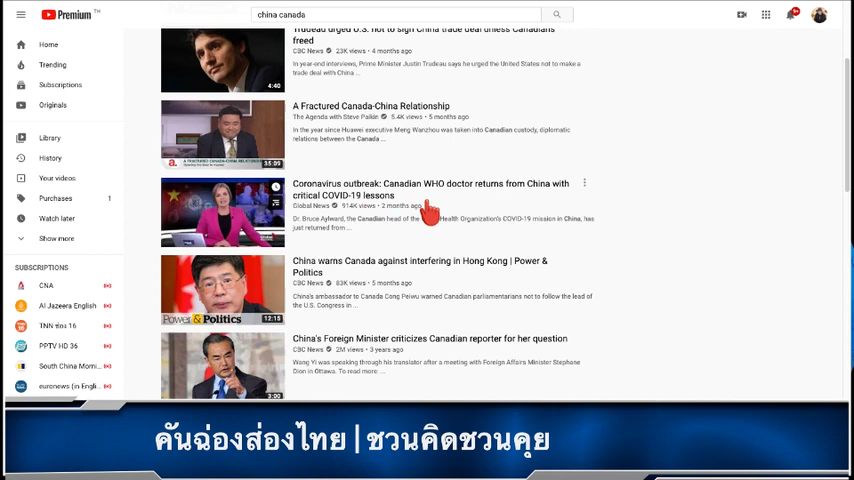 Premium TH
china canada
9+
Home
Trending
Subscriptions
Originals
Library
History
Your videos
Purchases 1
Watch later
Show more
SUBSCRIPTIONS
CNA
Al Jazeera English
TNN ช่อง 16
PPTV HD 36
South China Morni...
euronews (in Engli...
Trudeau urged U.S. not to sign China trade deal unless Canadians
freed
CBC News 23K views • 4 months ago
In year-end interviews, Prime Minister Justin Trudeau says he urged the United States not to make a
trade deal with China ...
4:40
A Fractured Canada-China Relationship
The Agenda with Steve Paikin 5.4K views • 5 months ago
In the year since Huawei executive Meng Wanzhou was taken into Canadian custody, diplomatic
relations between the Canada ...
a. A FRACTURED CANADA-CHINA RELATIONSHIP
35:09
Coronavirus outbreak: Canadian WHO doctor returns from China with
critical COVID-19 lessons
Global News 914K views • 2 months ago
Dr. Bruce Aylward, the Canadian head of the Health Organization's COVID-19 mission in China, has
just returned from ...
China warns Canada against interfering in Hong Kong | Power &
Politics
CBC News 83K views • 5 months ago
China's ambassador to Canada Cong Peiwu warned Canadian parliamentarians not to follow the lead of
the U.S. Congress in ...
Power & Politics
12:15
China's Foreign Minister criticizes Canadian reporter for her question
CBC News 2M views • 3 years ago
Wang Yi was speaking through his translator after a meeting with Foreign Affairs Minister Stephane
Dion in Ottawa. To read more: ...
3:00
คันฉ่องส่องไทย | ชวนคิดชวนคุย